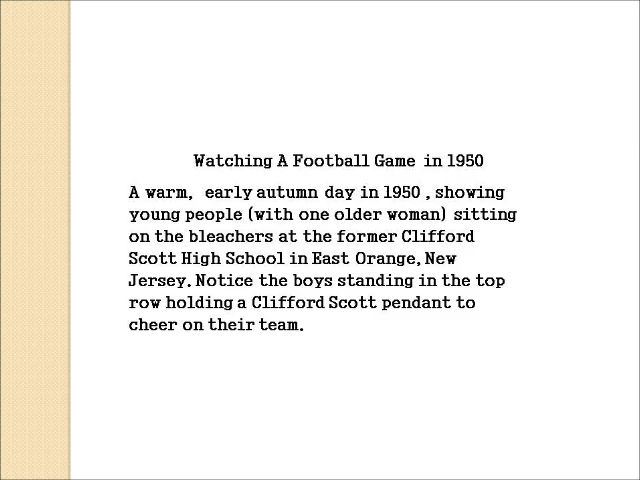 Watching A Football Game in 1950
A warm, early autumn day in 1950 , showing
young people (with one older woman) sitting
on the bleachers at the former Clifford
Scott High School in East Orange, New
Jersey. Notice the boys standing in the top
row holding a Clifford Scott pendant to
cheer on their team.